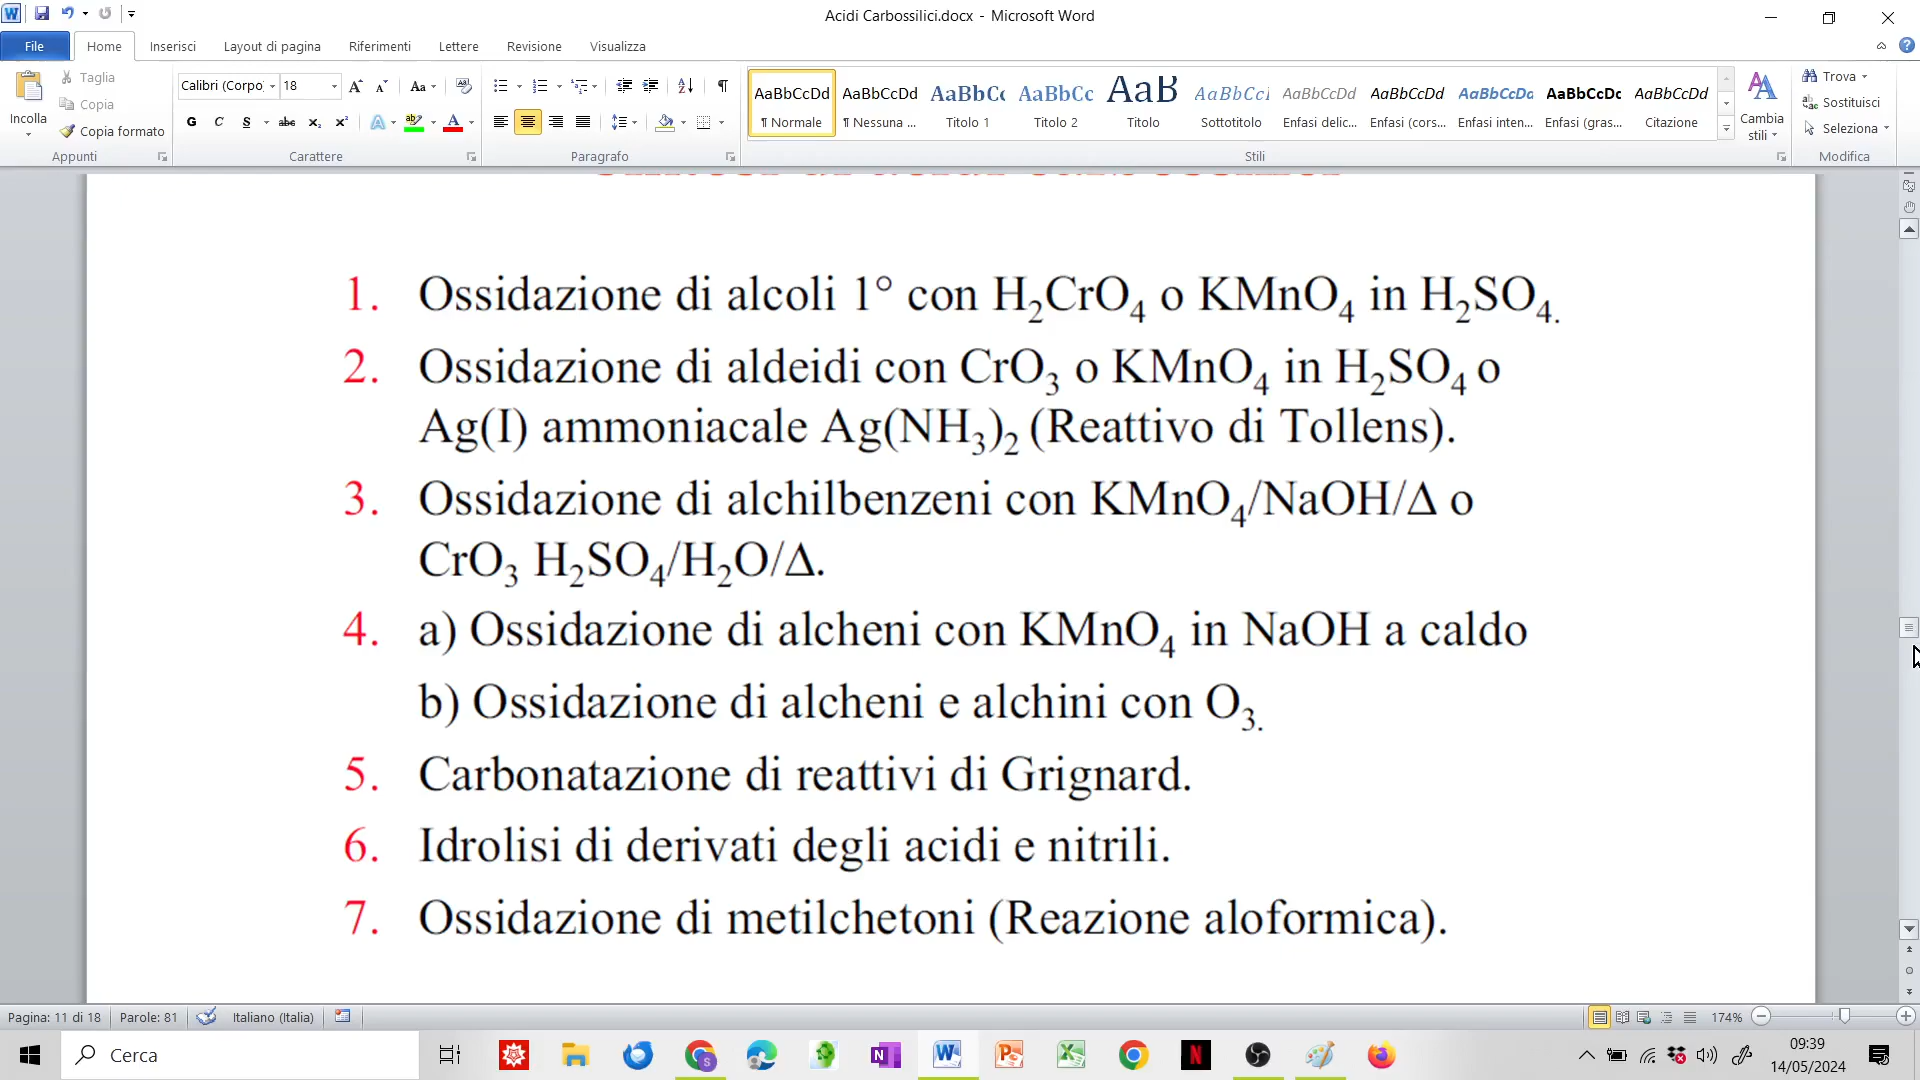 Acidi Carbossilici.docx - Microsoft Word
File Home Inserisci Layout di pagina Riferimenti Lettere Revisione Visualizza
Incolla
Taglia
Copia
Copia formato
Appunti
Calibri (Corpo) 18
Carattere
Paragrafo
AaBbCcDd AaBbCcDd AaBbCc AaBbCc AaB AaBbCcI AaBbCcDd AaBbCcDd AaBbCcDd AaBbCcDc AaBbCcDd
¶ Normale ¶ Nessuna ... Titolo 1 Titolo 2 Titolo Sottotitolo Enfasi delic... Enfasi (cors... Enfasi inten... Enfasi (gras... Citazione
Stili
Cambia stili
Trova
Sostituisci
Seleziona
Modifica
1. Ossidazione di alcoli 1° con H₂CrO₄ o KMnO₄ in H₂SO₄.
2. Ossidazione di aldeidi con CrO₃ o KMnO₄ in H₂SO₄ o
Ag(I) ammoniacale Ag(NH₃)₂ (Reattivo di Tollens).
3. Ossidazione di alchilbenzeni con KMnO₄/NaOH/Δ o
CrO₃ H₂SO₄/H₂O/Δ.
4. a) Ossidazione di alcheni con KMnO₄ in NaOH a caldo
b) Ossidazione di alcheni e alchini con O₃.
5. Carbonatazione di reattivi di Grignard.
6. Idrolisi di derivati degli acidi e nitrili.
7. Ossidazione di metilchetoni (Reazione aloformica).
Pagina: 11 di 18 Parole: 81 Italiano (Italia) 174%
Cerca
09:39
14/05/2024